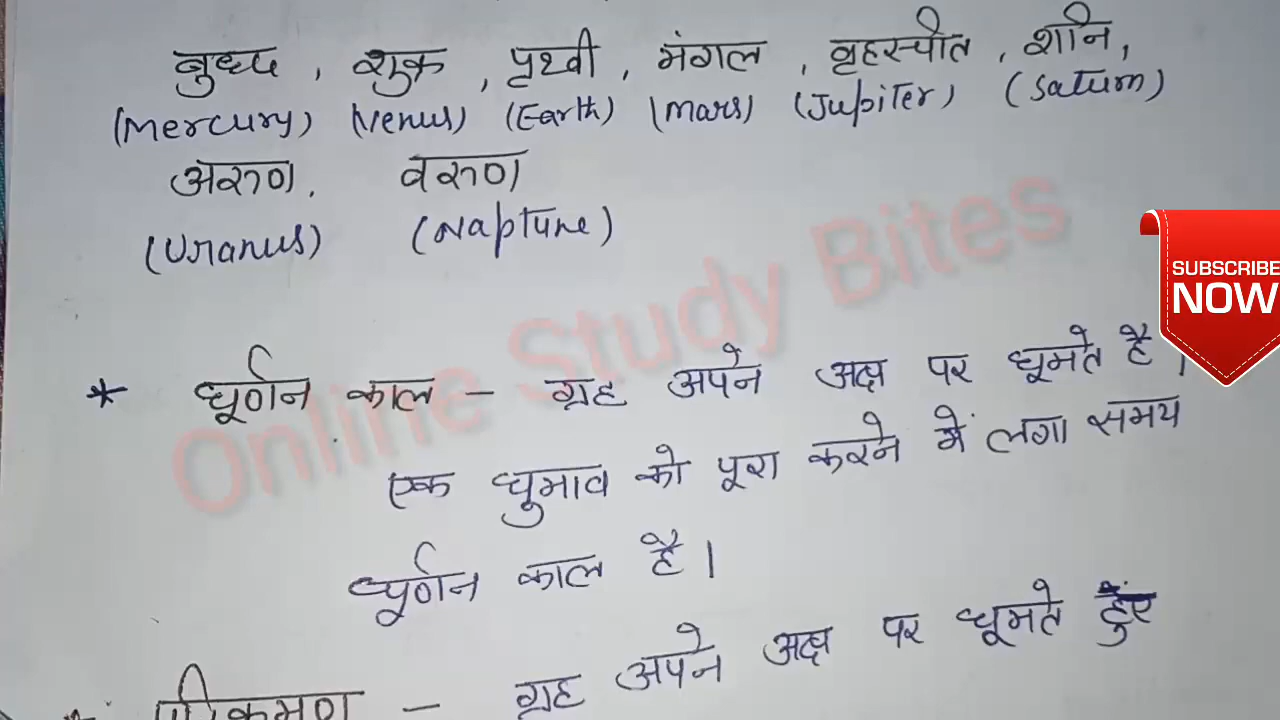 बुध्द, शुक्र, पृथ्वी, मंगल, वृहस्पति, शनि,
(Mercury) (Venus) (Earth) (Mars) (Jupiter) (Saturn)
अरुण, वरुण
(Uranus) (Naptune)
Online Study Bites
SUBSCRIBE
NOW
* घूर्णन काल - ग्रह अपने अक्ष पर घूमते है।
एक घुमाव को पूरा करने में लगा समय
घूर्णन काल है।
परिक्रमण - ग्रह अपने अक्ष पर घूमते हुए